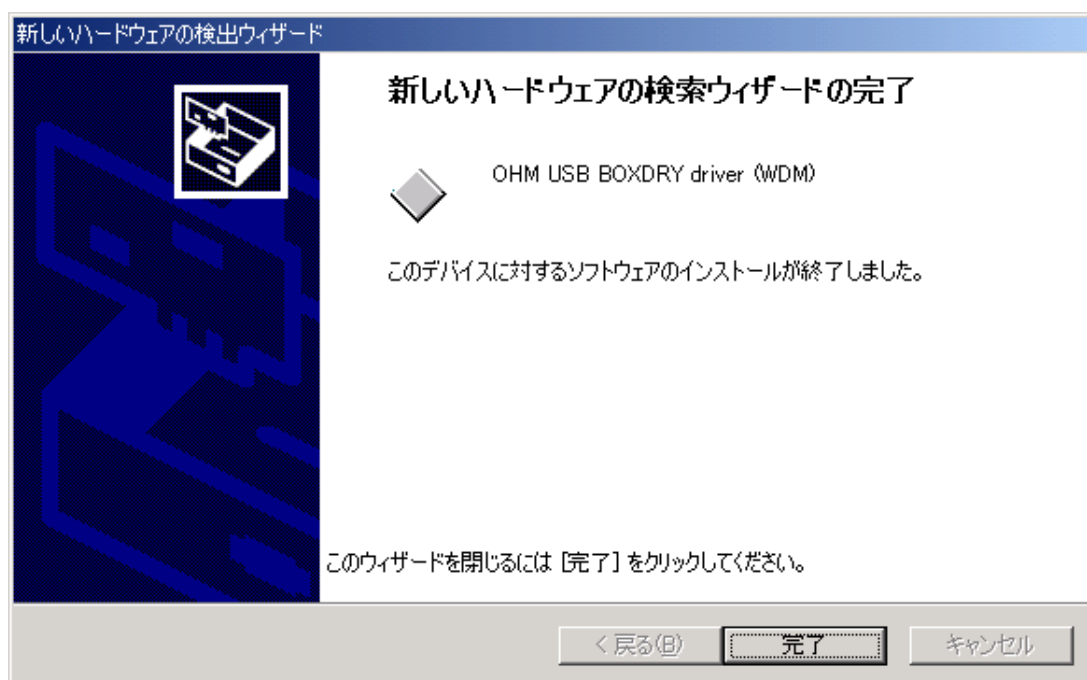 新しいハードウェアの検出ウィザード
新しいハードウェアの検索ウィザードの完了
OHM USB BOXDRY driver (WDM)
このデバイスに対するソフトウェアのインストールが終了しました。
このウィザードを閉じるには [完了] をクリックしてください。
< 戻る(B)
完了
キャンセル